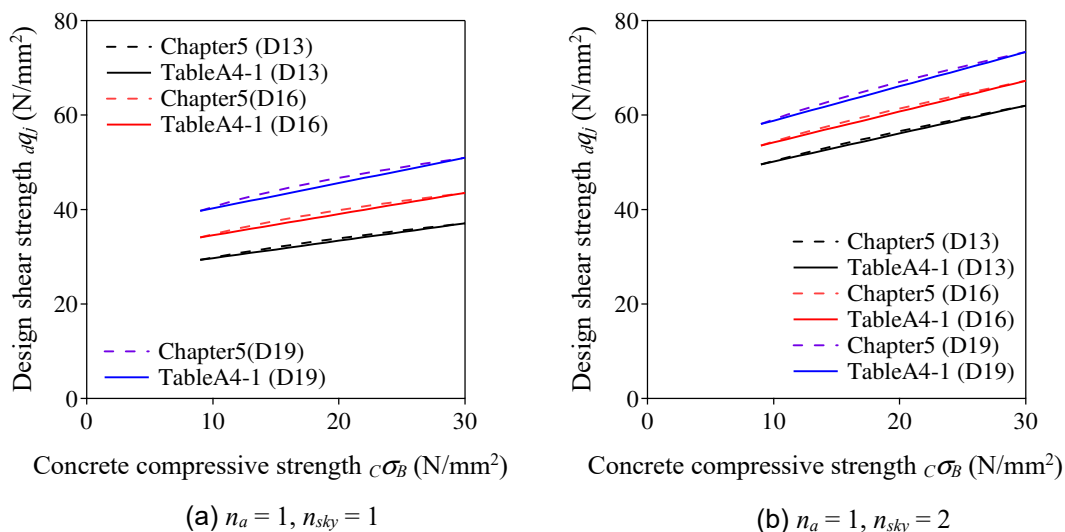 Design shear strength dqj (N/mm²)
80
60
40
20
0
Chapter5 (D13)
TableA4-1 (D13)
Chapter5(D16)
TableA4-1 (D16)
Chapter5(D19)
TableA4-1 (D19)
0
10
20
30
Concrete compressive strength CσB (N/mm²)
(a) na = 1, nsky = 1
Design shear strength dqj (N/mm²)
80
60
40
20
0
Chapter5 (D13)
TableA4-1 (D13)
Chapter5 (D16)
TableA4-1 (D16)
Chapter5 (D19)
TableA4-1 (D19)
0
10
20
30
Concrete compressive strength CσB (N/mm²)
(b) na = 1, nsky = 2